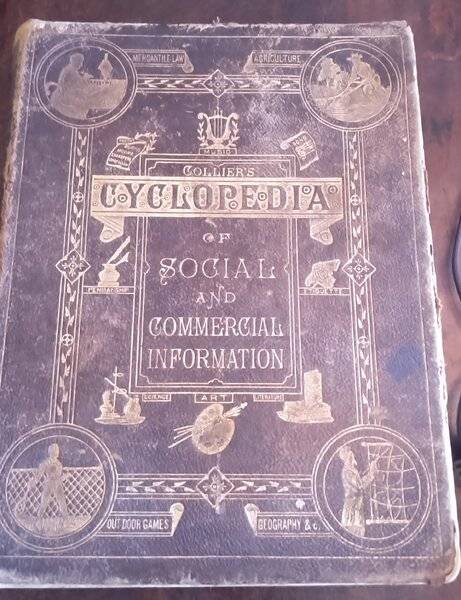 MERCANTILE LAW
AGRICULTURE
MUSIC
COLLIER'S
CYCLOPEDIA
OF
SOCIAL
PENMANSHIP
AND
ETIQUETTE
COMMERCIAL
INFORMATION
SCIENCE
ART
LITERATURE
OUT DOOR GAMES
GEOGRAPHY &